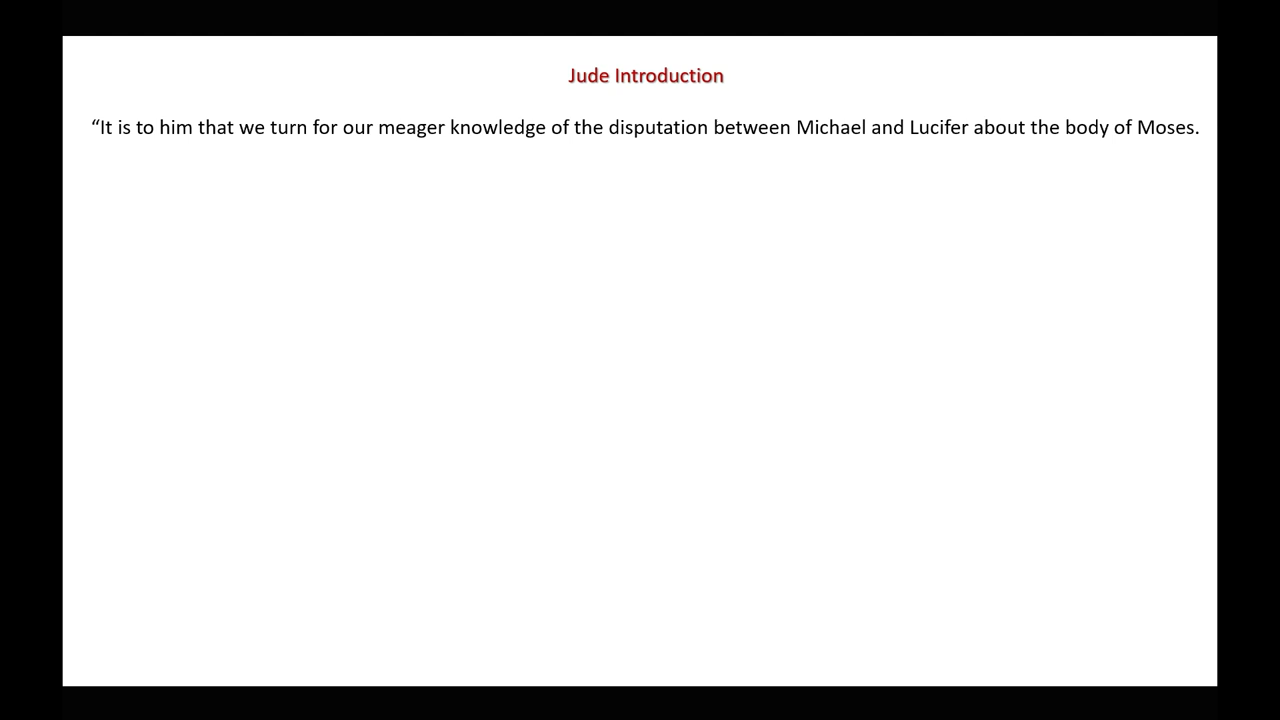 Jude Introduction
“It is to him that we turn for our meager knowledge of the disputation between Michael and Lucifer about the body of Moses.